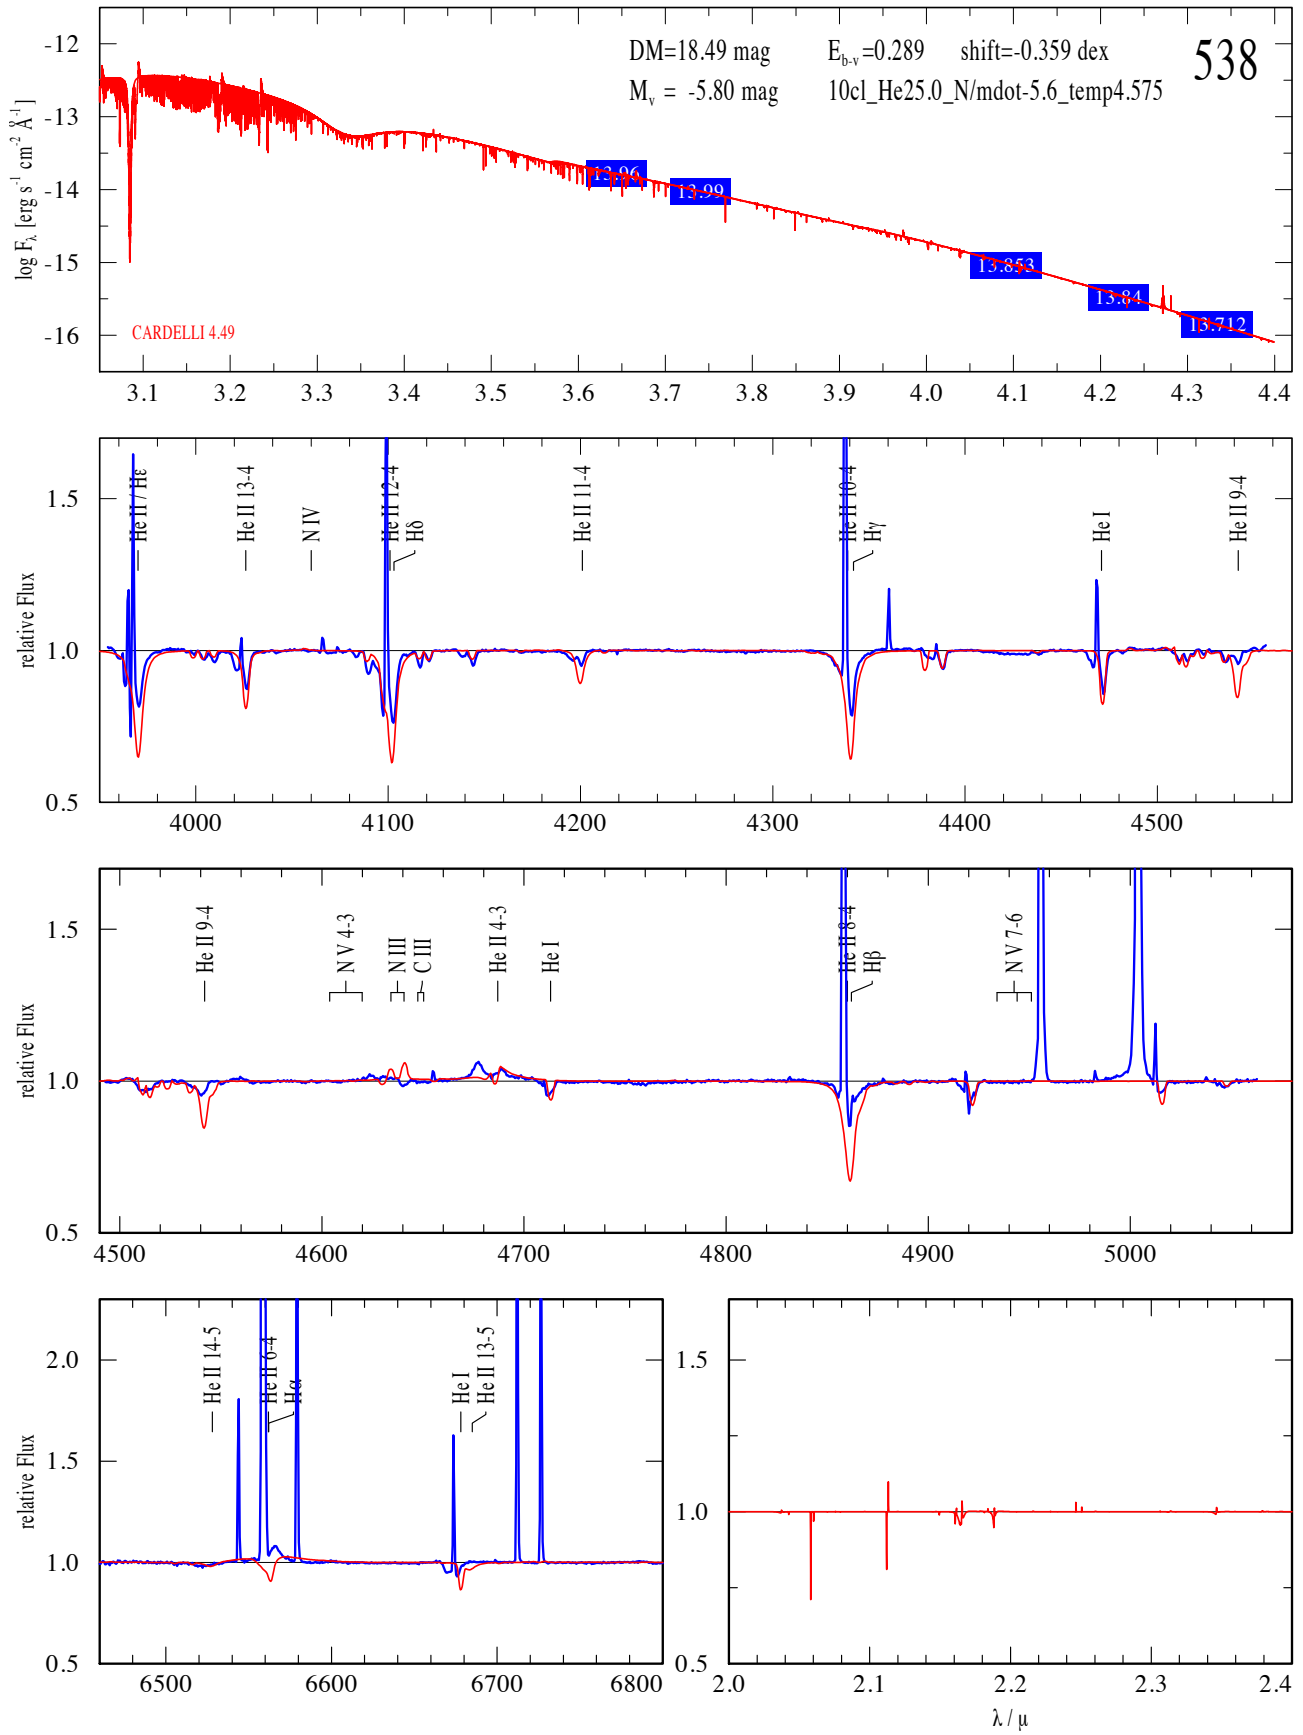 DM=18.49 mag E_b-v=0.289 shift=-0.359 dex 538
M_v = -5.80 mag 10cl_He25.0_N/mdot-5.6_temp4.575
log F_λ [erg s⁻¹ cm⁻² Å⁻¹]
-12
-13
-14
-15
-16
13.96
13.99
13.853
13.84
13.712
CARDELLI 4.49
3.1 3.2 3.3 3.4 3.5 3.6 3.7 3.8 3.9 4.0 4.1 4.2 4.3 4.4
relative Flux
1.5
1.0
0.5
He II / Hε
He II 13-4
N IV
He II 12-4
Hδ
He II 11-4
He II 10-4
Hγ
He I
He II 9-4
4000 4100 4200 4300 4400 4500
relative Flux
1.5
1.0
0.5
He II 9-4
N V 4-3
N III
C III
He II 4-3
He I
He II 8-4
Hβ
N V 7-6
4500 4600 4700 4800 4900 5000
relative Flux
2.0
1.5
1.0
0.5
He II 14-5
He II 6-4
Hα
He I
He II 13-5
6500 6600 6700 6800
1.5
1.0
0.5
2.0 2.1 2.2 2.3 2.4
λ / μ